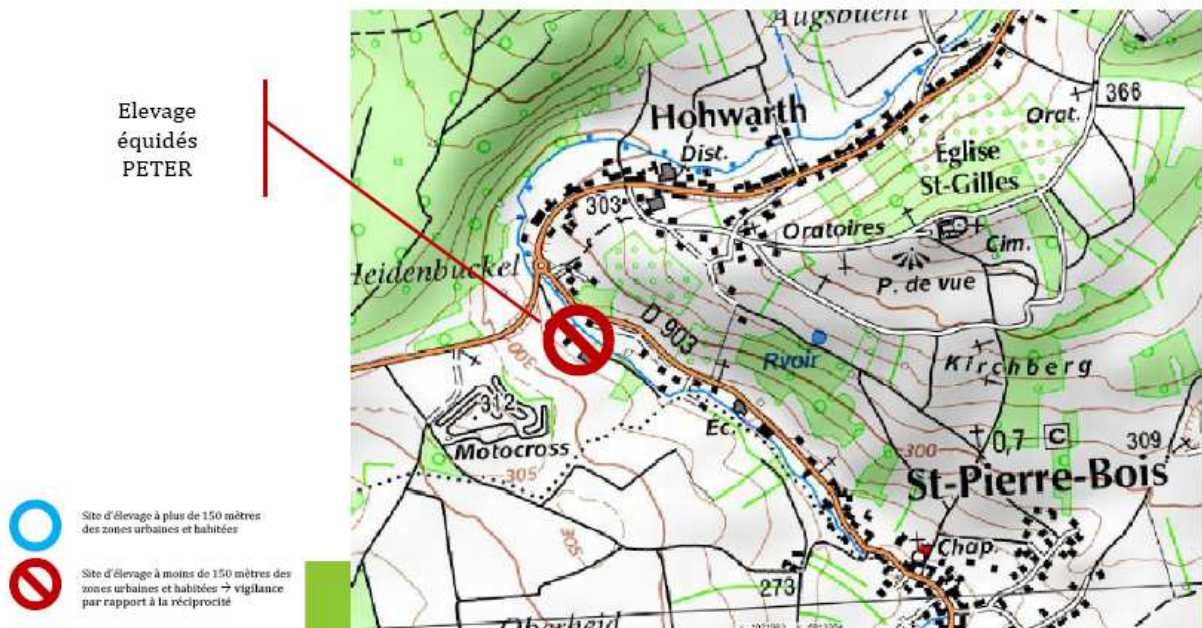 Elevage
équidés
PETER
Augsbuehl
Hohwarth
Dist.
366
Orat.
Église
St-Gilles
303
Oratoires
Cim.
P. de vue
Heidenbuckel
D 903
Rvoir
Kirchberg
300
312
Motocross
305
Ec.
300
0,7
C
309
St-Pierre-Bois
305
Chap.
273
Oberheid
Site d'élevage à plus de 150 mètres
des zones urbaines et habitées
Site d'élevage à moins de 150 mètres des
zones urbaines et habitées → vigilance
par rapport à la réciprocité